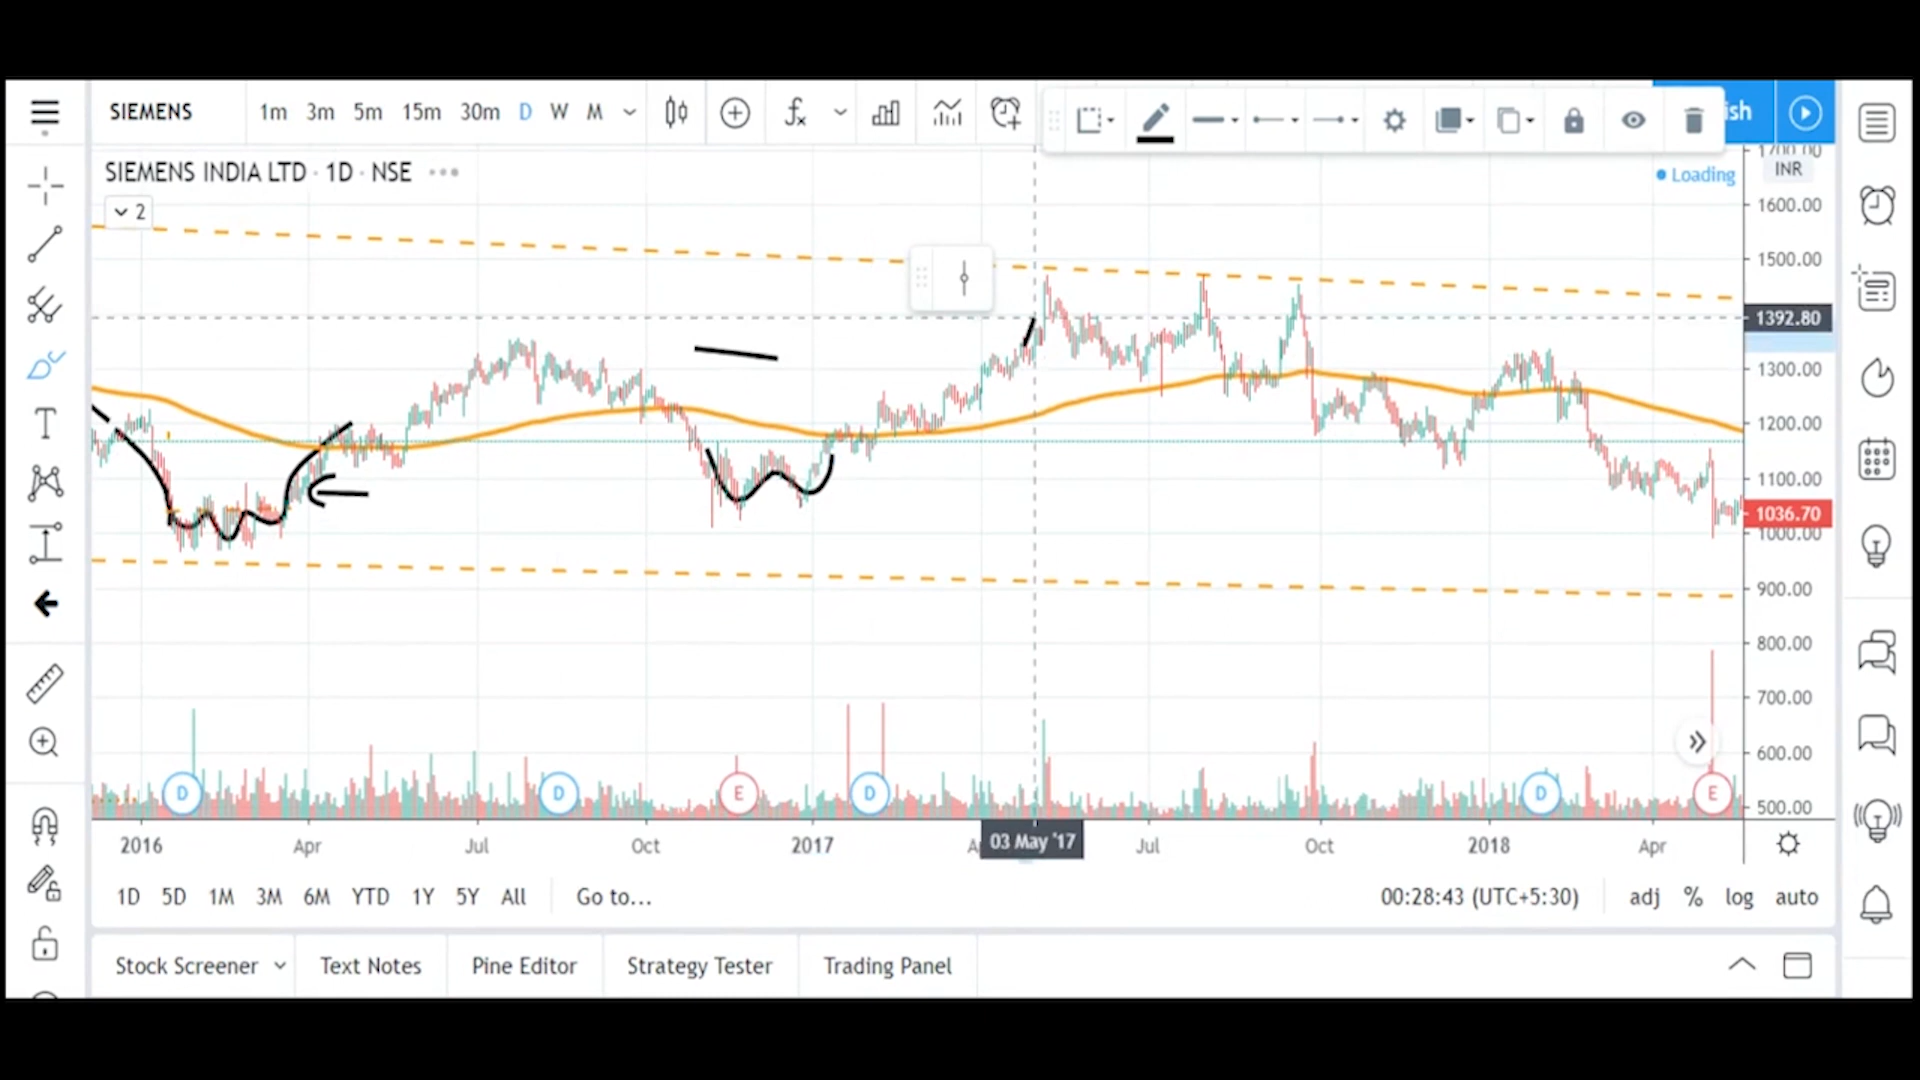 SIEMENS 1m 3m 5m 15m 30m D W M fx ish
SIEMENS INDIA LTD · 1D · NSE
Loading
INR
2
1700.00
1600.00
1500.00
1392.80
1300.00
1200.00
1100.00
1036.70
1000.00
900.00
800.00
700.00
600.00
500.00
D D E D D E
2016 Apr Jul Oct 2017 03 May '17 Jul Oct 2018 Apr
1D 5D 1M 3M 6M YTD 1Y 5Y All Go to... 00:28:43 (UTC+5:30) adj % log auto
Stock Screener Text Notes Pine Editor Strategy Tester Trading Panel